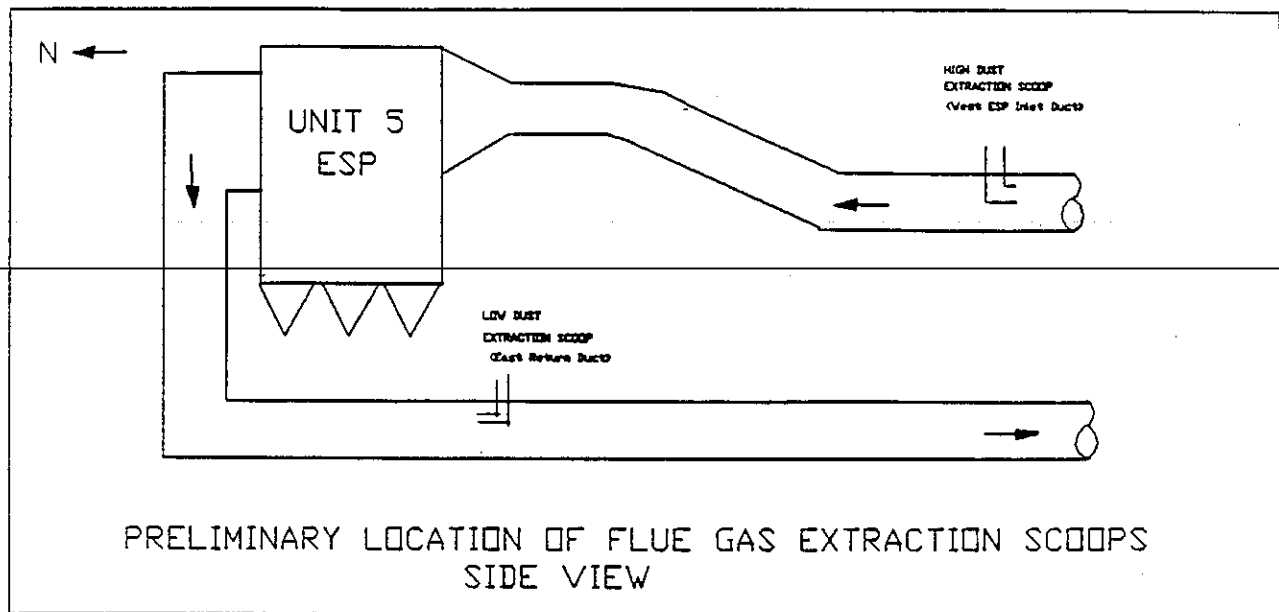 N
UNIT 5
ESP
HIGH DUST
EXTRACTION SCOOP
(West ESP Inlet Duct)
LOW DUST
EXTRACTION SCOOP
(East Return Duct)
PRELIMINARY LOCATION OF FLUE GAS EXTRACTION SCOOPS
SIDE VIEW